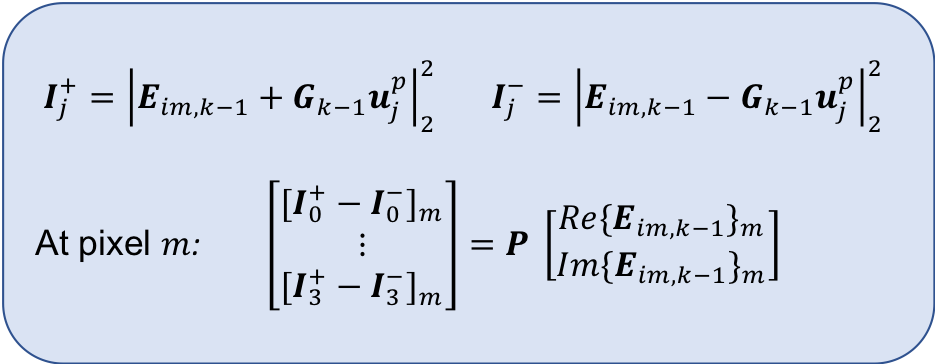 I_j^+ = |E_{im,k−1} + G_{k−1}u_j^p|_2^2    I_j^− = |E_{im,k−1} − G_{k−1}u_j^p|_2^2
At pixel m: [[I_0^+ − I_0^−]_m ⋮ [I_3^+ − I_3^−]_m] = P [Re{E_{im,k−1}}_m Im{E_{im,k−1}}_m]